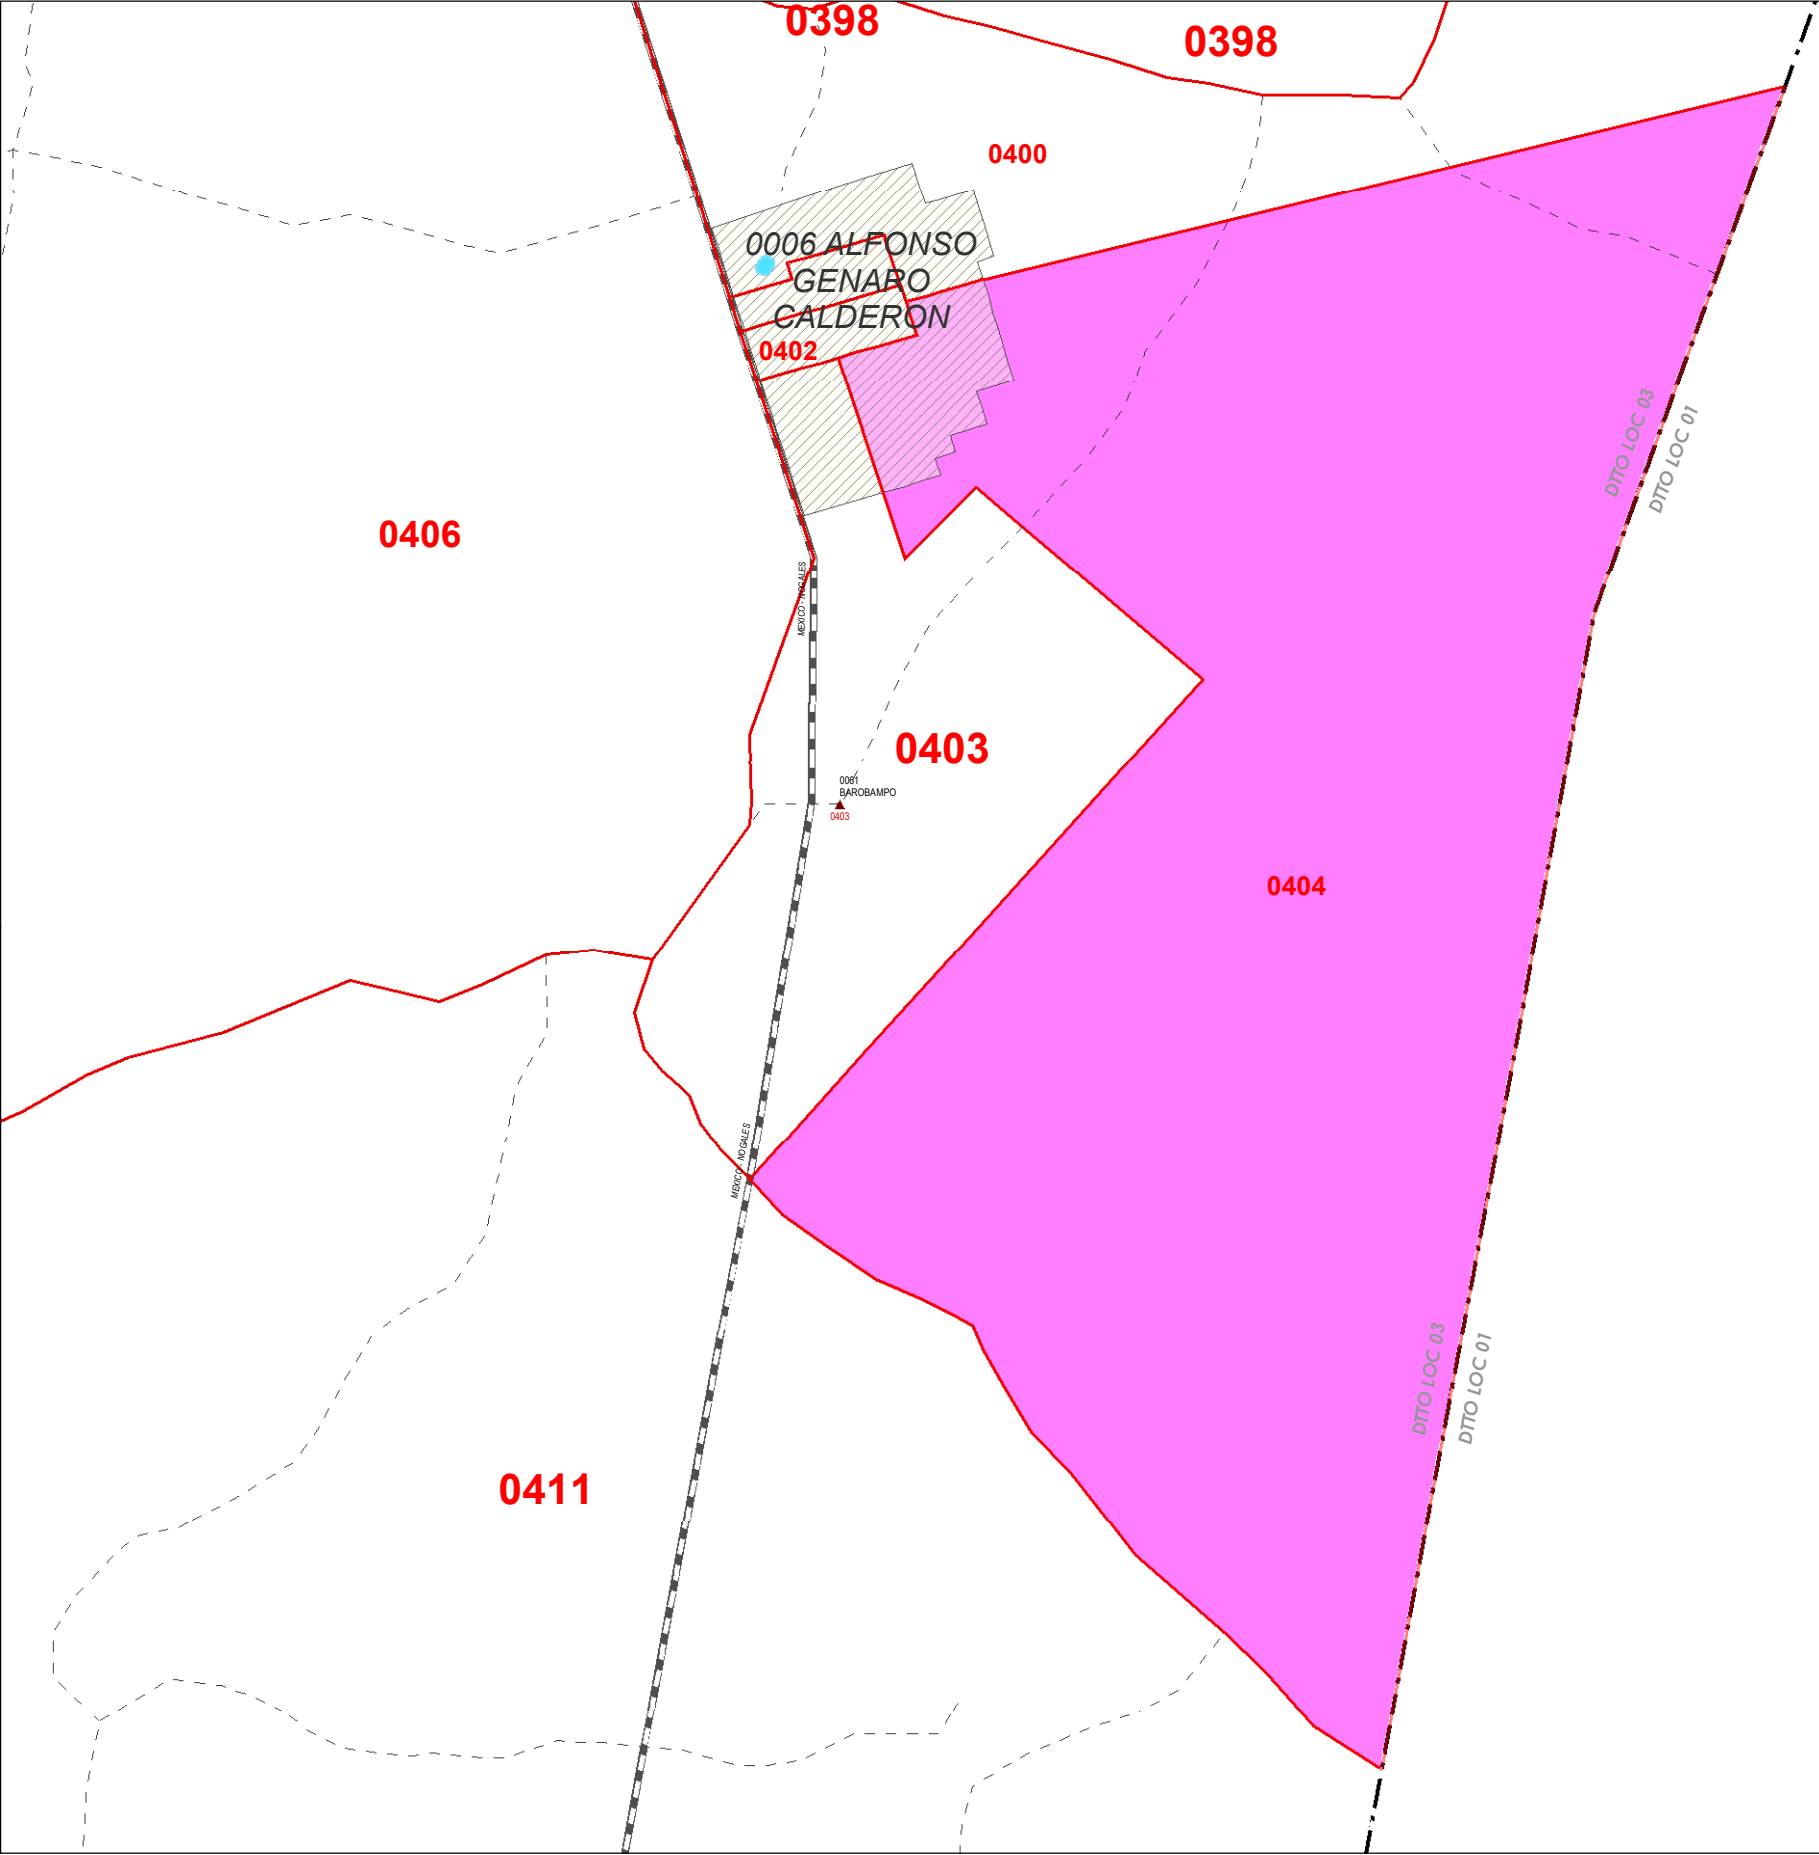 0398
0398
0400
0006 ALFONSO
GENARO
CALDERON
0402
DTTO LOC 03
DTTO LOC 01
0406
MEXICO - NOGALES
0403
0061
BAROBAMPO
0403
0404
MEXICO - NOGALES
DTTO LOC 03
DTTO LOC 01
0411